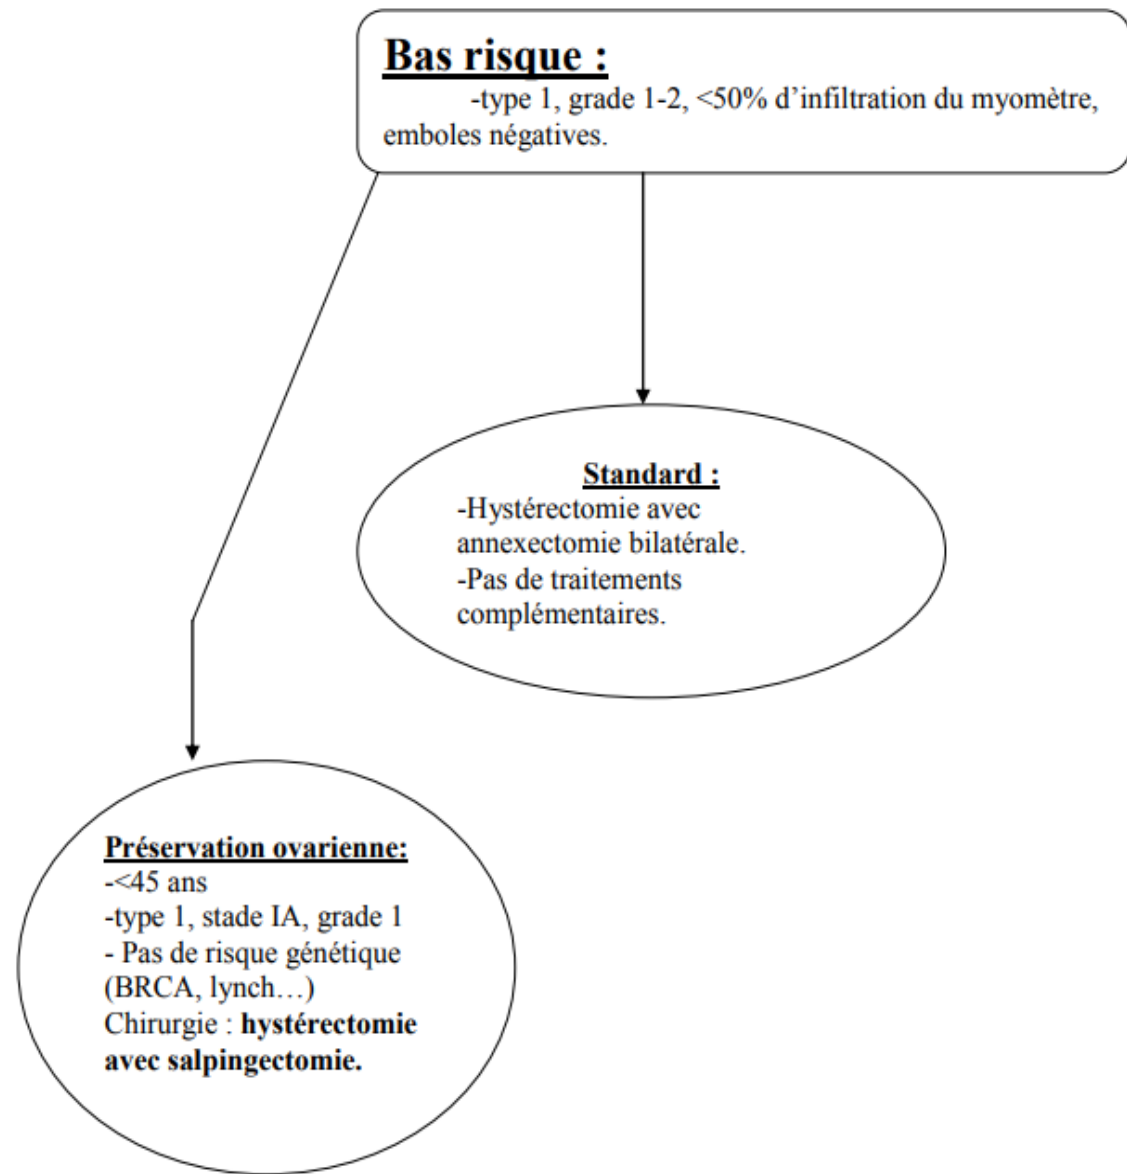 Bas risque :
-type 1, grade 1-2, <50% d’infiltration du myomètre,
emboles négatives.
Standard :
-Hystérectomie avec
annexectomie bilatérale.
-Pas de traitements
complémentaires.
Préservation ovarienne:
-<45 ans
-type 1, stade IA, grade 1
- Pas de risque génétique
(BRCA, lynch…)
Chirurgie : hystérectomie
avec salpingectomie.